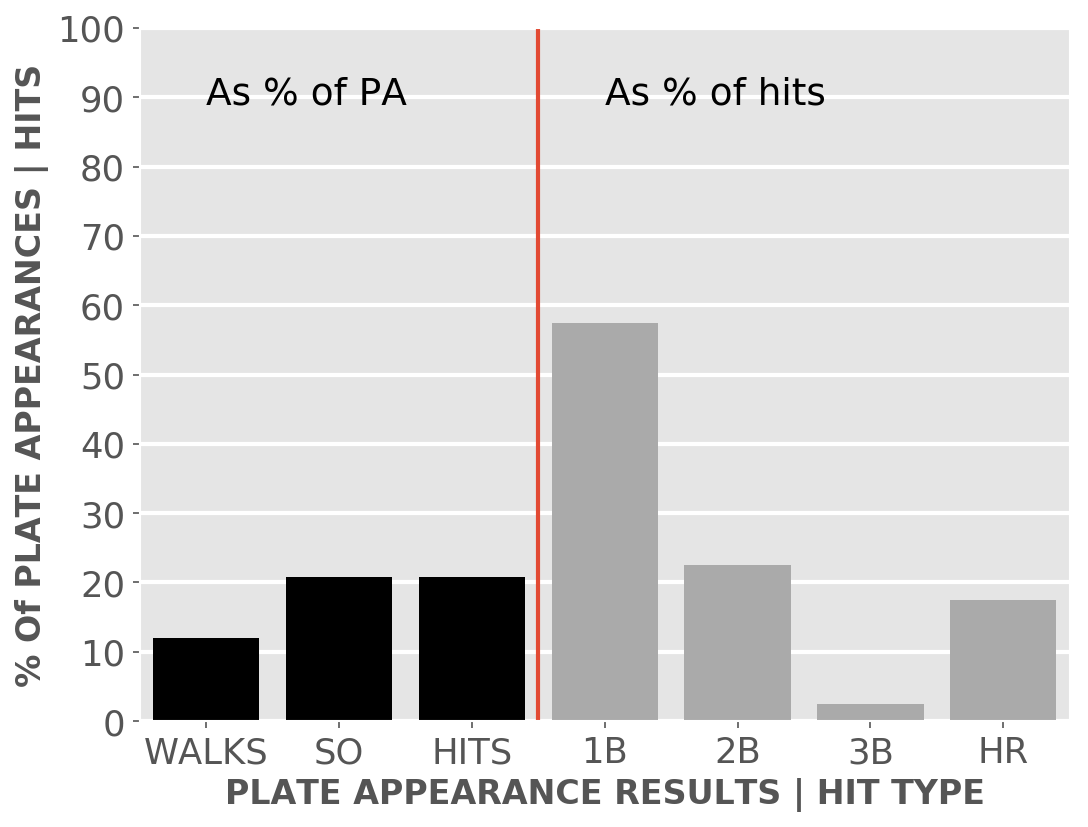 % Of PLATE APPEARANCES | HITS
100
90
80
70
60
50
40
30
20
10
0
As % of PA
As % of hits
WALKS SO HITS 1B 2B 3B HR
PLATE APPEARANCE RESULTS | HIT TYPE